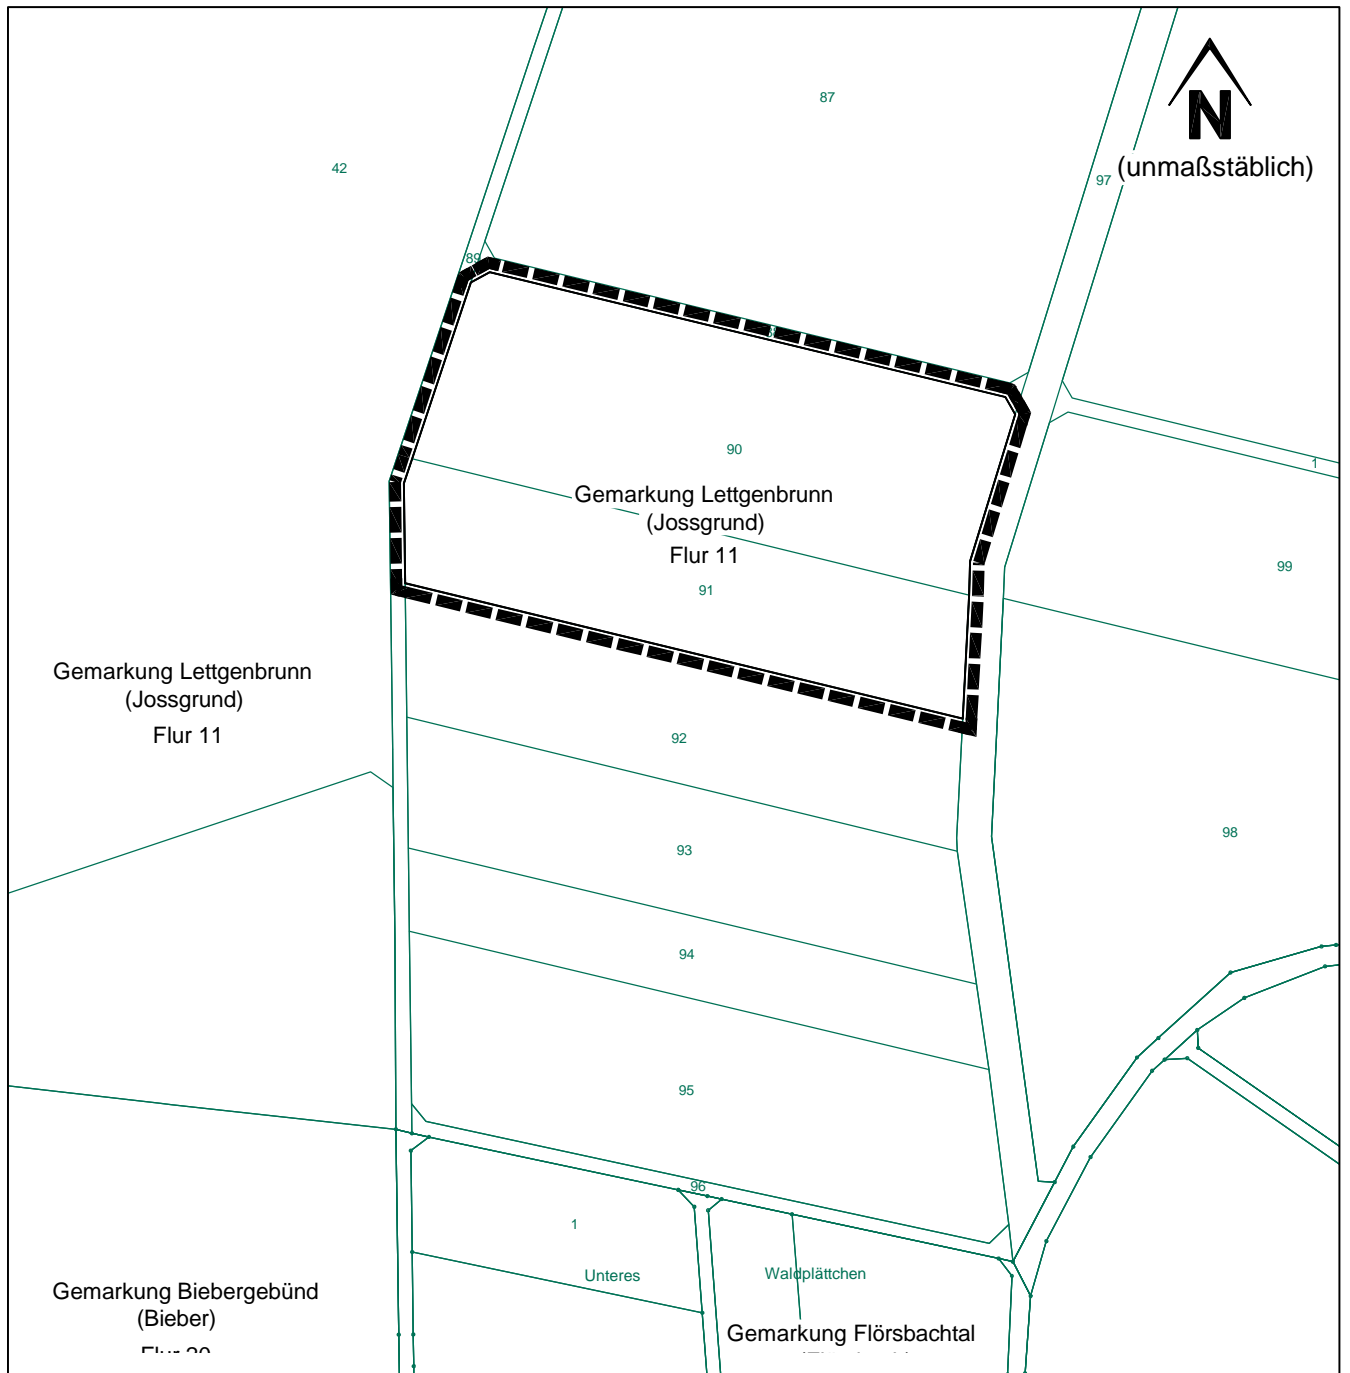 87
N
(unmaßstäblich)
42
97
89
90
Gemarkung Lettgenbrunn
(Jossgrund)
Flur 11
91
1
99
Gemarkung Lettgenbrunn
(Jossgrund)
Flur 11
92
93
98
94
95
96
1
Unteres
Waldplättchen
Gemarkung Biebergebünd
(Bieber)
Gemarkung Flörsbachtal